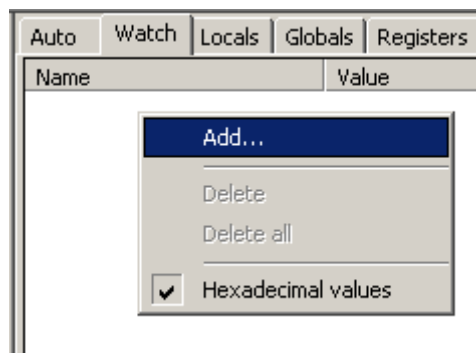 Auto Watch Locals Globals Registers
Name Value
Add...
Delete
Delete all
Hexadecimal values